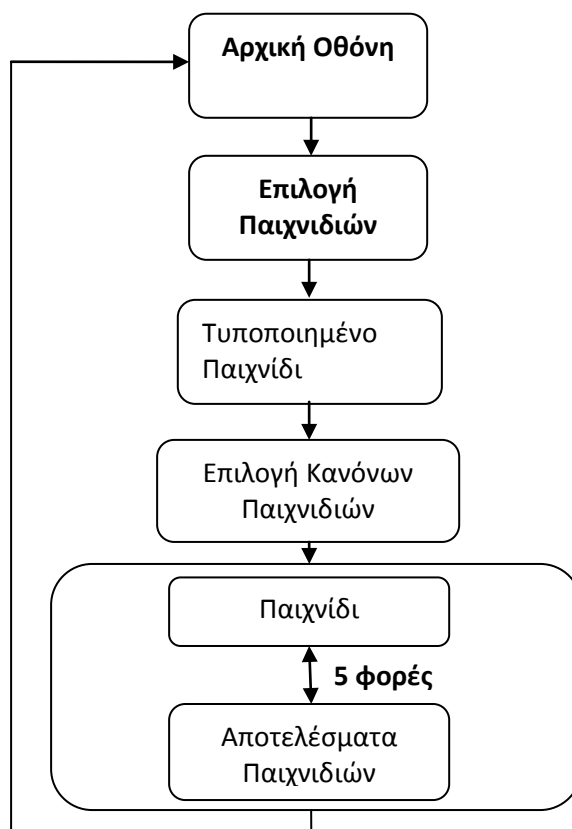 Αρχική Οθόνη
Επιλογή
Παιχνιδιών
Τυποποιημένο
Παιχνίδι
Επιλογή Κανόνων
Παιχνιδιών
Παιχνίδι
5 φορές
Αποτελέσματα
Παιχνιδιών